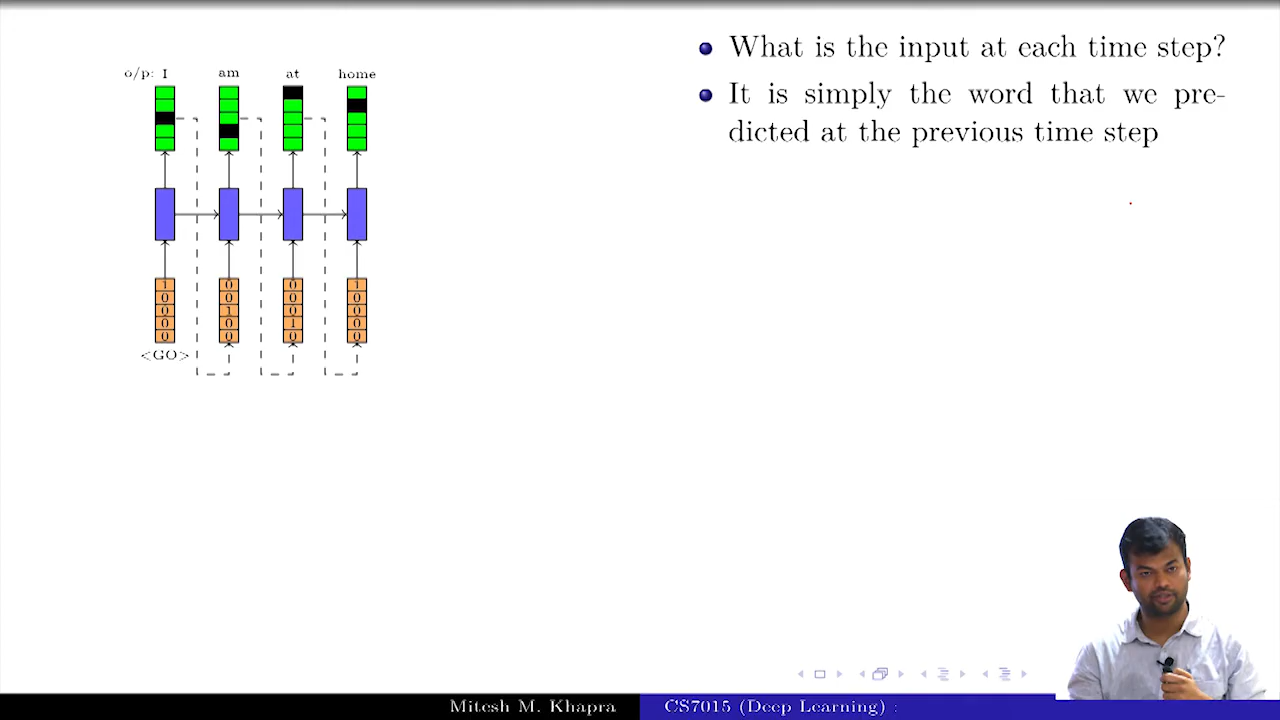 What is the input at each time step?
It is simply the word that we pre-
dicted at the previous time step
o/p: I am at home
1 0 0 1
0 0 0 0
0 1 0 0
0 0 1 0
0 0 0 0
<GO>
Mitesh M. Khapra CS7015 (Deep Learning) :